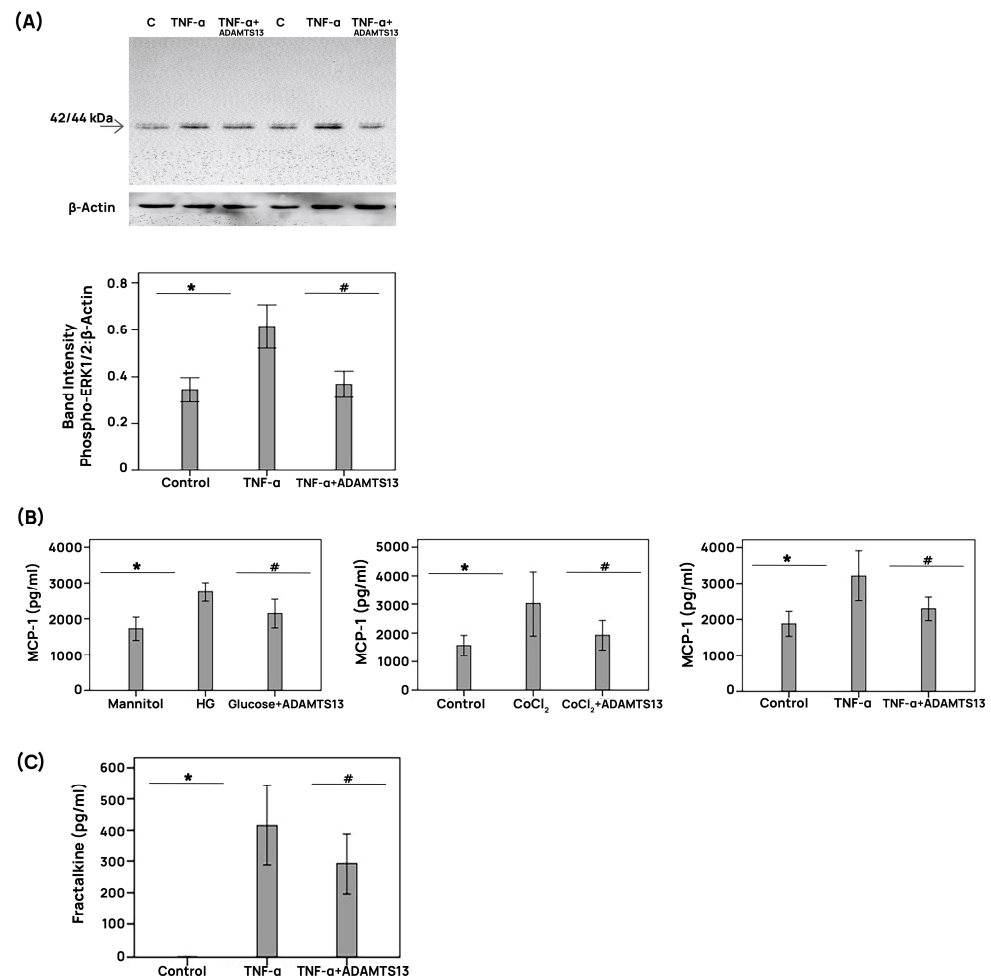 (A)
C TNF-α TNF-α+ ADAMTS13 C TNF-α TNF-α+ ADAMTS13
42/44 kDa
β-Actin
Band Intensity
Phospho-ERK1/2:β-Actin
0.8
0.6
0.4
0.2
0
* #
Control TNF-α TNF-α+ADAMTS13
(B)
MCP-1 (pg/ml)
4000
3000
2000
1000
0
* #
Mannitol HG Glucose+ADAMTS13
MCP-1 (pg/ml)
5000
4000
3000
2000
1000
0
* #
Control CoCl₂ CoCl₂+ADAMTS13
MCP-1 (pg/ml)
4000
3000
2000
1000
0
* #
Control TNF-α TNF-α+ADAMTS13
(C)
Fractalkine (pg/ml)
600
500
400
300
200
100
0
* #
Control TNF-α TNF-α+ADAMTS13